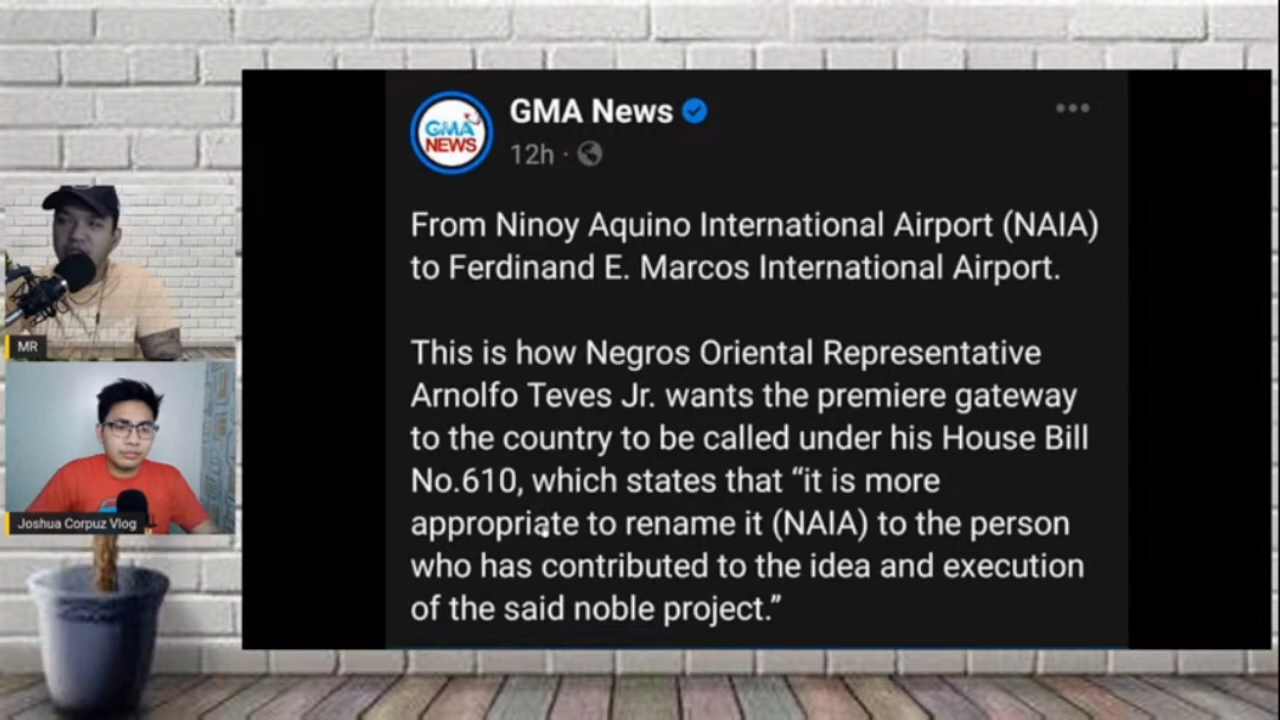 GMA News
GMA
NEWS
12h ·
From Ninoy Aquino International Airport (NAIA)
to Ferdinand E. Marcos International Airport.
This is how Negros Oriental Representative
Arnolfo Teves Jr. wants the premiere gateway
to the country to be called under his House Bill
No.610, which states that “it is more
appropriate to rename it (NAIA) to the person
who has contributed to the idea and execution
of the said noble project.”
MR
Joshua Corpuz Vlog